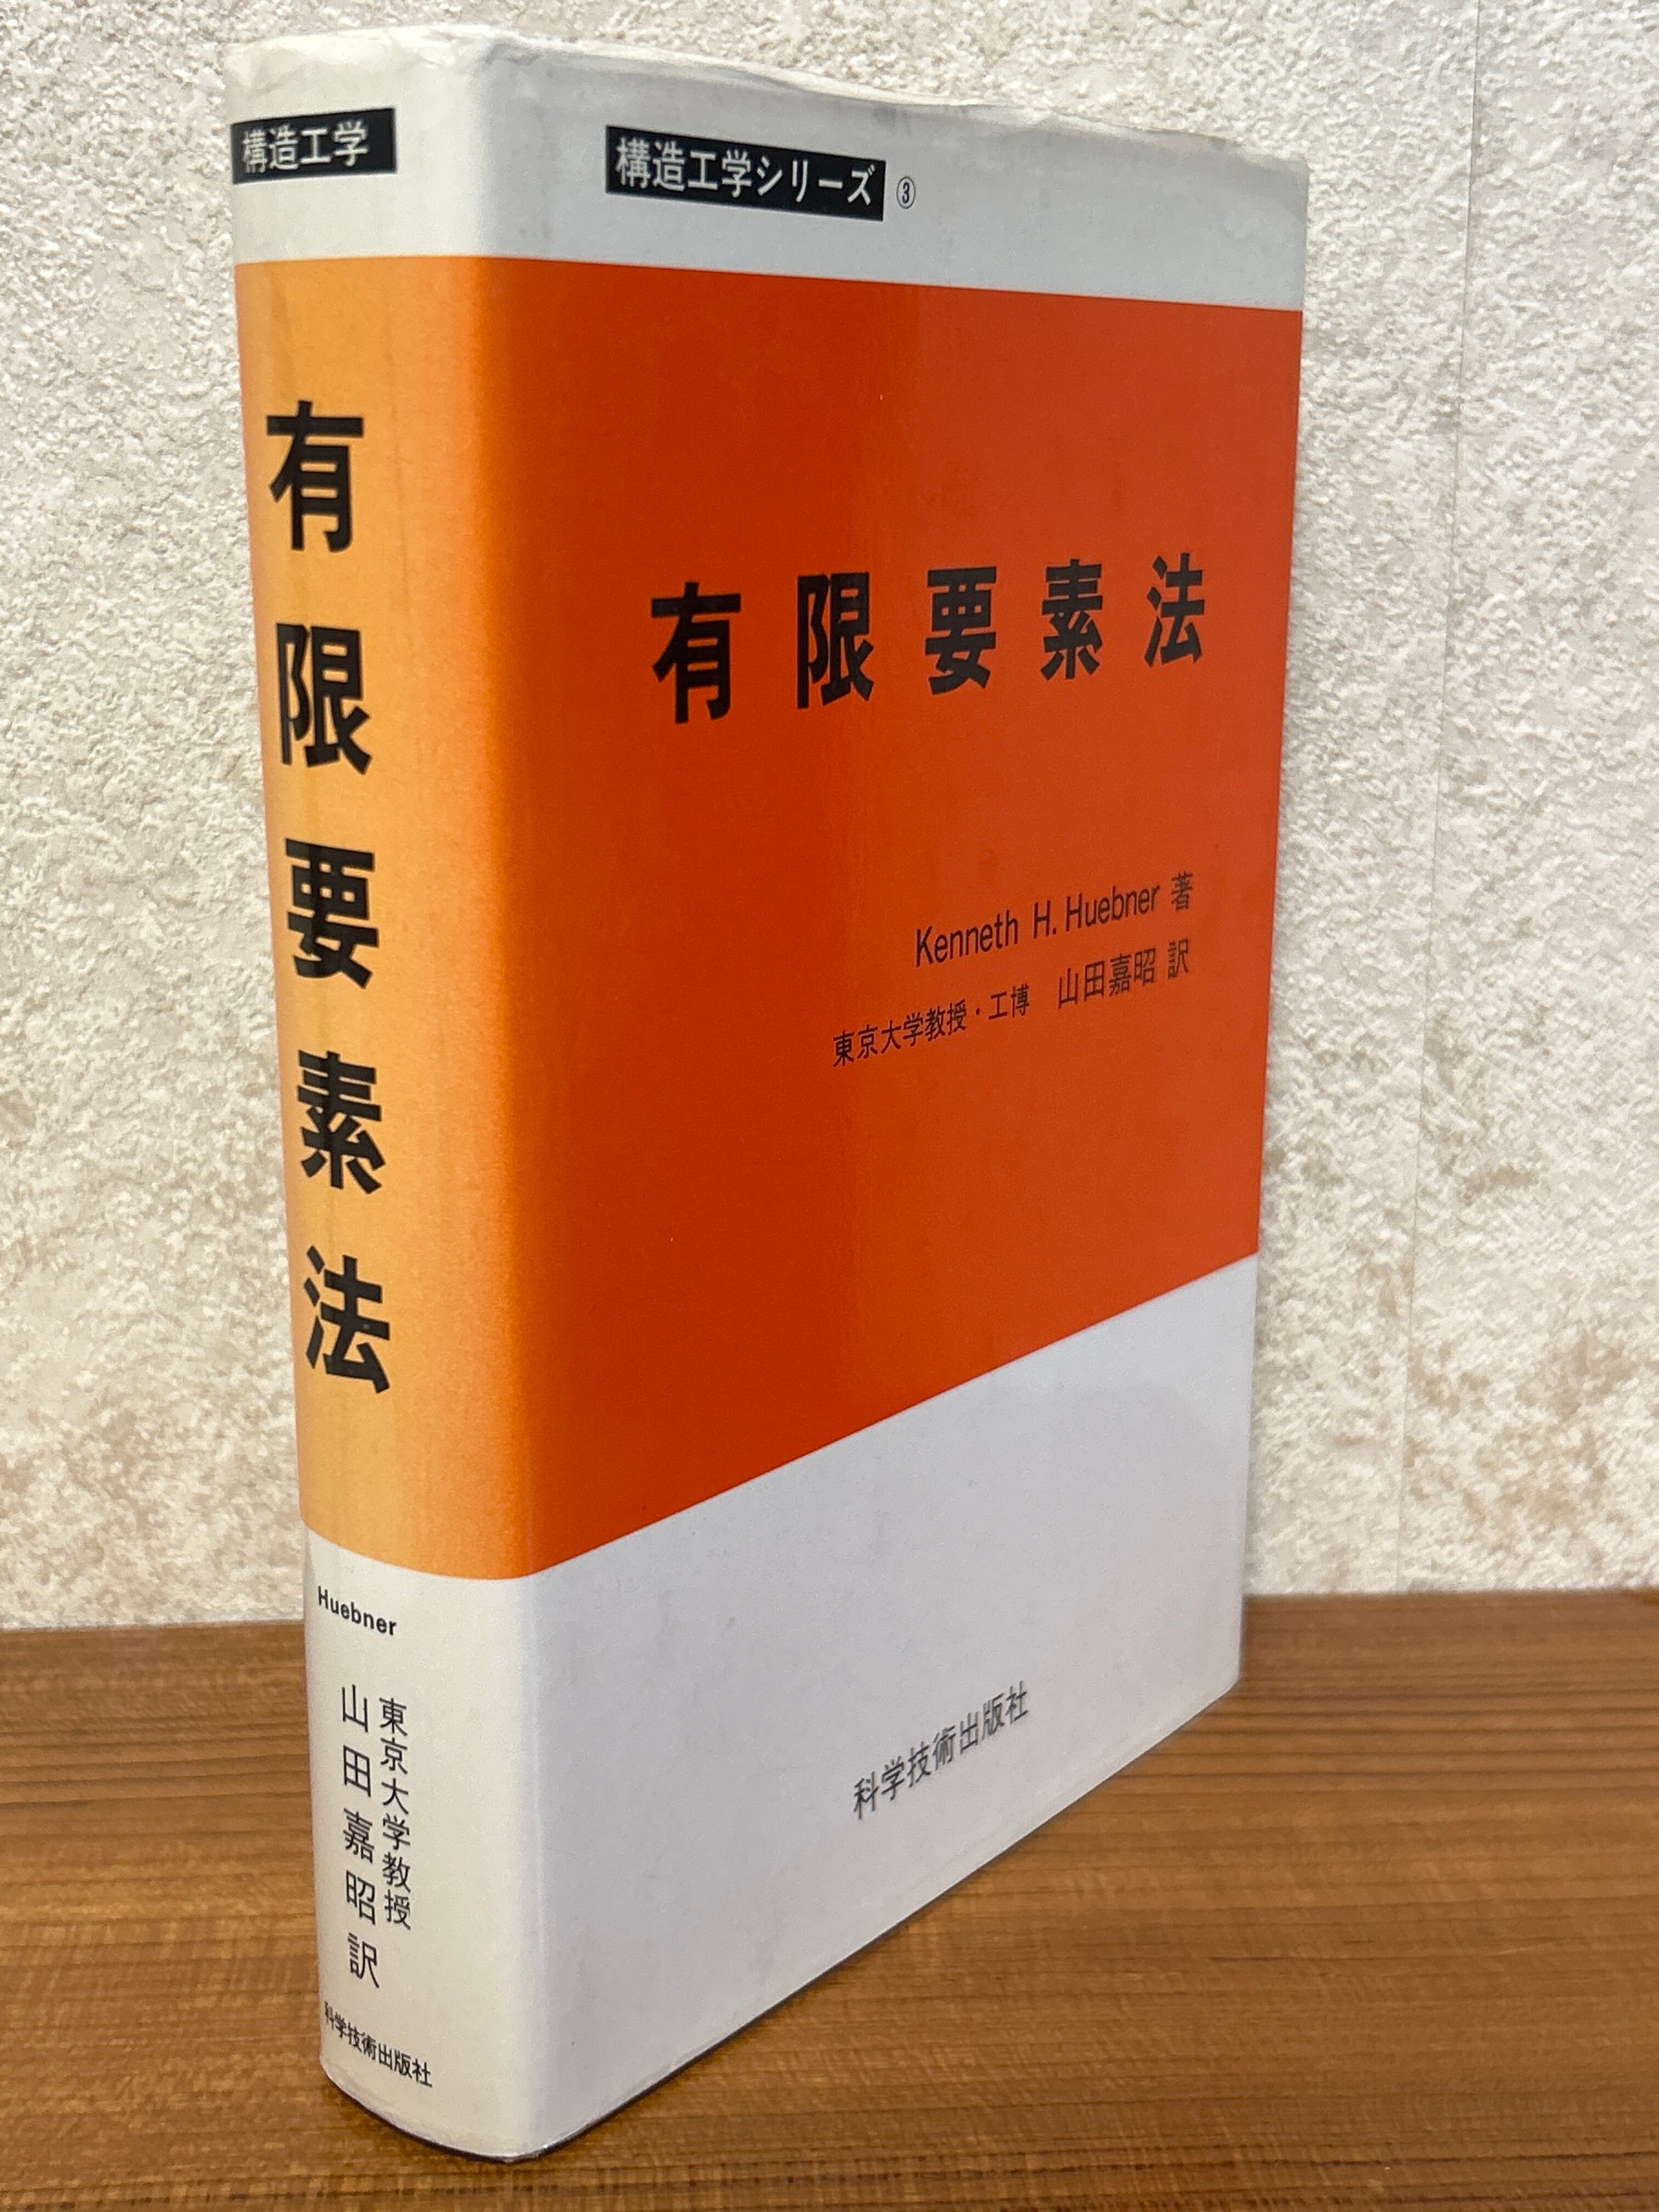 構造工学
有限要素法
Huebner
東京大学教授
山田嘉昭訳
科学技術出版社
構造工学シリーズ ③
有限要素法
Kenneth H. Huebner 著
東京大学教授・工博 山田嘉昭 訳
科学技術出版社